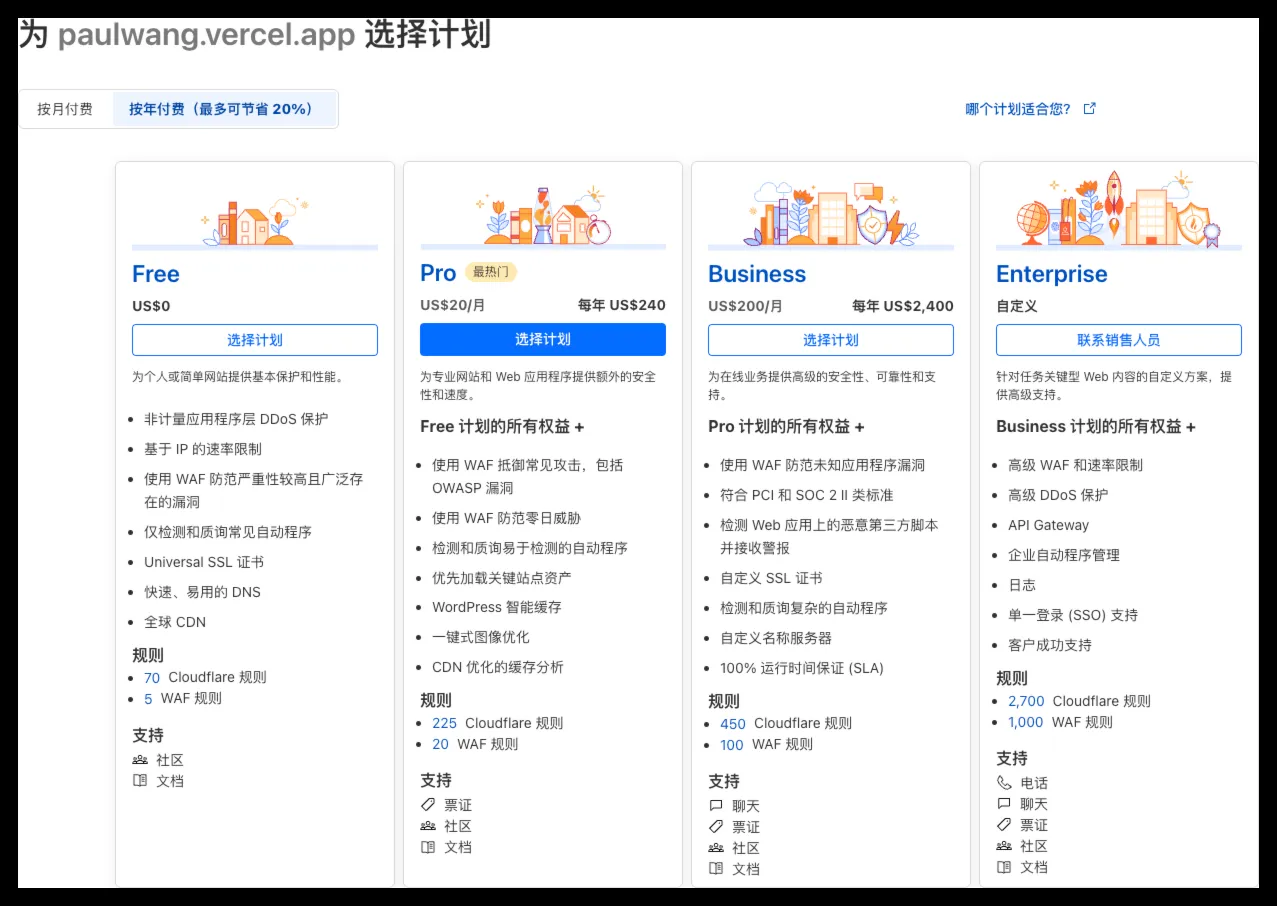 为 paulwang.vercel.app 选择计划
按月付费
按年付费（最多可节省 20%）
哪个计划适合您?
Free
US$0
选择计划
为个人或简单网站提供基本保护和性能。
非计量应用程序层 DDoS 保护
基于 IP 的速率限制
使用 WAF 防范严重性较高且广泛存
在的漏洞
仅检测和质询常见自动程序
Universal SSL 证书
快速、易用的 DNS
全球 CDN
规则
70 Cloudflare 规则
5 WAF 规则
支持
社区
文档
Pro 最热门
US$20/月 每年 US$240
选择计划
为专业网站和 Web 应用程序提供额外的安全
性和速度。
Free 计划的所有权益 +
使用 WAF 抵御常见攻击，包括
OWASP 漏洞
使用 WAF 防范零日威胁
检测和质询易于检测的自动程序
优先加载关键站点资产
WordPress 智能缓存
一键式图像优化
CDN 优化的缓存分析
规则
225 Cloudflare 规则
20 WAF 规则
支持
票证
社区
文档
Business
US$200/月 每年 US$2,400
选择计划
为在线业务提供高级的安全性、可靠性和支
持。
Pro 计划的所有权益 +
使用 WAF 防范未知应用程序漏洞
符合 PCI 和 SOC 2 II 类标准
检测 Web 应用上的恶意第三方脚本
并接收警报
自定义 SSL 证书
检测和质询复杂的自动程序
自定义名称服务器
100% 运行时间保证 (SLA)
规则
450 Cloudflare 规则
100 WAF 规则
支持
聊天
票证
社区
文档
Enterprise
自定义
联系销售人员
针对任务关键型 Web 内容的自定义方案，提
供高级支持。
Business 计划的所有权益 +
高级 WAF 和速率限制
高级 DDoS 保护
API Gateway
企业自动程序管理
日志
单一登录 (SSO) 支持
客户成功支持
规则
2,700 Cloudflare 规则
1,000 WAF 规则
支持
电话
聊天
票证
社区
文档